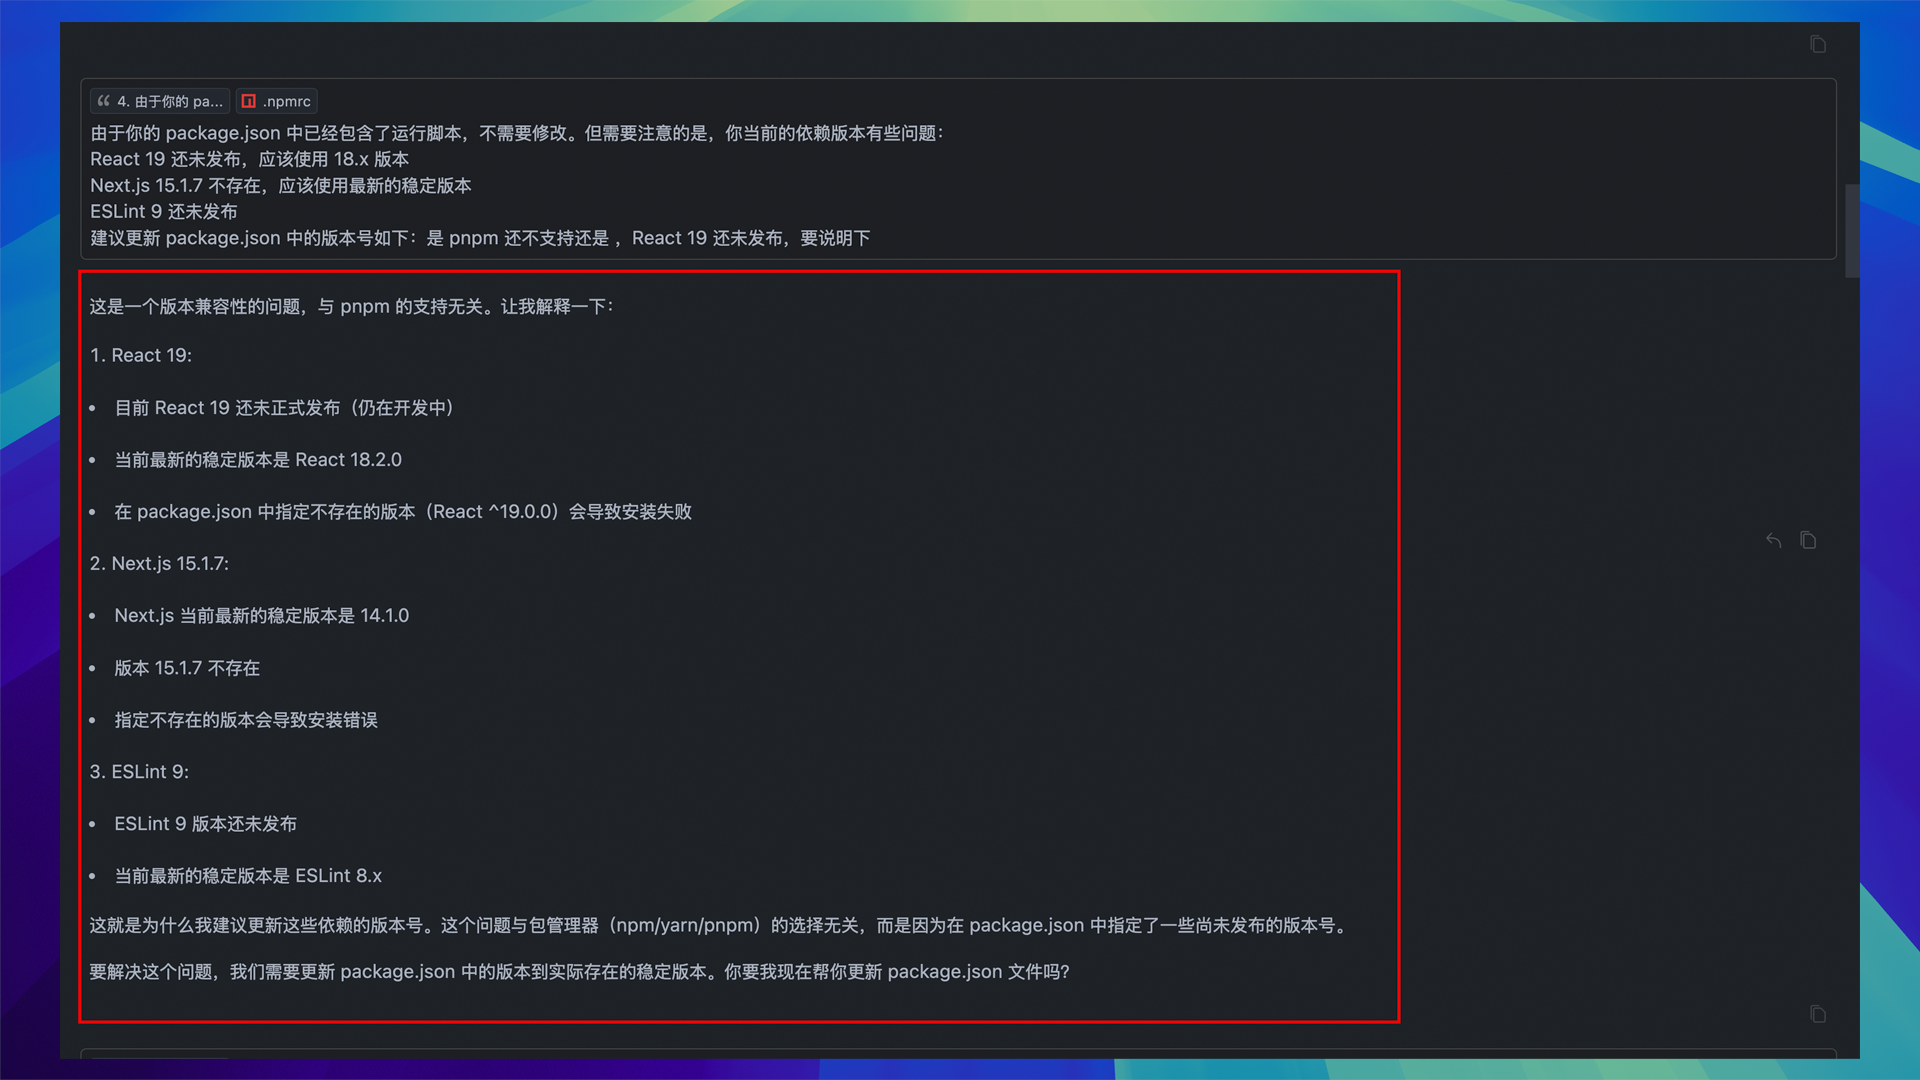 4. 由于你的 pa...
.npmrc
由于你的 package.json 中已经包含了运行脚本，不需要修改。但需要注意的是，你当前的依赖版本有些问题：
React 19 还未发布，应该使用 18.x 版本
Next.js 15.1.7 不存在，应该使用最新的稳定版本
ESLint 9 还未发布
建议更新 package.json 中的版本号如下：是 pnpm 还不支持还是 ，React 19 还未发布，要说明下
这是一个版本兼容性的问题，与 pnpm 的支持无关。让我解释一下：
1. React 19:
• 目前 React 19 还未正式发布（仍在开发中）
• 当前最新的稳定版本是 React 18.2.0
• 在 package.json 中指定不存在的版本（React ^19.0.0）会导致安装失败
2. Next.js 15.1.7:
• Next.js 当前最新的稳定版本是 14.1.0
• 版本 15.1.7 不存在
• 指定不存在的版本会导致安装错误
3. ESLint 9:
• ESLint 9 版本还未发布
• 当前最新的稳定版本是 ESLint 8.x
这就是为什么我建议更新这些依赖的版本号。这个问题与包管理器（npm/yarn/pnpm）的选择无关，而是因为在 package.json 中指定了一些尚未发布的版本号。
要解决这个问题，我们需要更新 package.json 中的版本到实际存在的稳定版本。你要我现在帮你更新 package.json 文件吗？